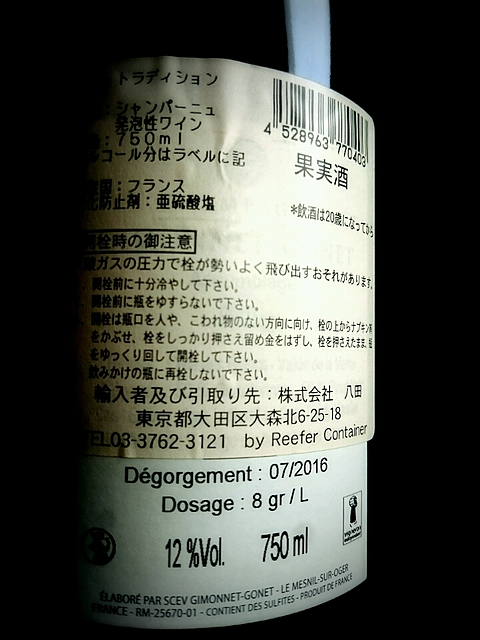 トラディション
：シャンパーニュ
発泡性ワイン
：750ml
コール分はラベルに記
国：フランス
防止剤：亜硫酸塩
4 528963 770403
果実酒
*飲酒は20歳になってから
開栓時の御注意
酸ガスの圧力で栓が勢いよく飛び出すおそれがあります。
開栓前に十分冷やして下さい。
開栓前に瓶をゆすらないで下さい。
開栓は瓶口を人や、こわれ物のない方向に向け、栓の上からナプキン等
をかぶせ、栓をしっかり押さえ留め金をはずし、栓を押さえたまま、瓶
をゆっくり回して開栓して下さい。
飲みかけの瓶に再栓しないで下さい。
輸入者及び引取り先：株式会社 八田
東京都大田区大森北6-25-18
TEL03-3762-3121 by Reefer Container
Dégorgement : 07/2016
Dosage : 8 gr / L
12 %Vol. 750 ml
ÉLABORÉ PAR SCEV GIMONNET-GONET - LE MESNIL-SUR-OGER
FRANCE - RM-25670-01 - CONTIENT DES SULFITES - PRODUIT DE FRANCE